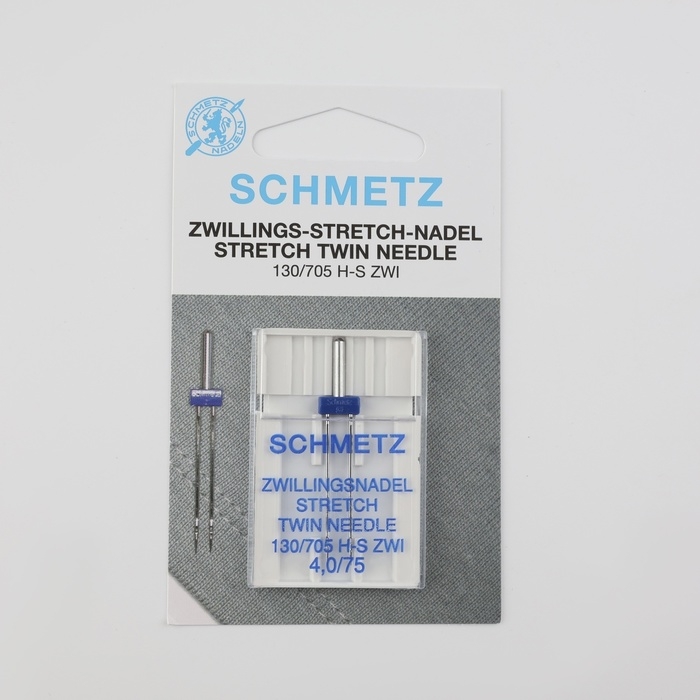 SCHMETZ
NADELN
SCHMETZ
ZWILLINGS-STRETCH-NADEL
STRETCH TWIN NEEDLE
130/705 H-S ZWI
SCHMETZ
ZWILLINGSNADEL
STRETCH
TWIN NEEDLE
130/705 H-S ZWI
4,0/75